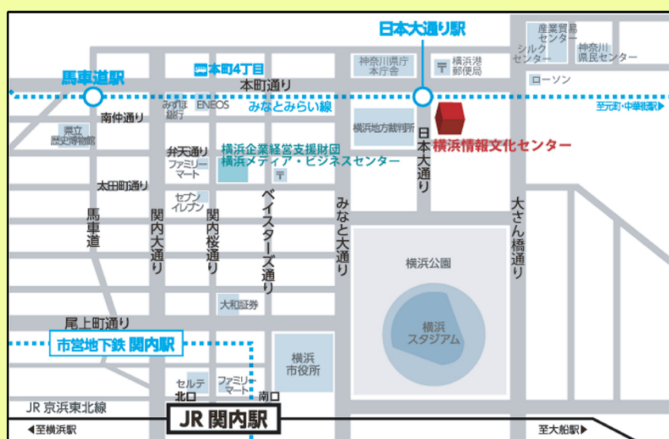 日本大通り駅
産業貿易
センター
シルク
センター
神奈川
県民センター
馬車道駅
本町4丁目
神奈川県庁
本庁舎
〒
横浜港
郵便局
ローソン
本町通り
みなとみらい線
至元町・中華街駅▶
みずほ
銀行
ENEOS
南仲通り
県立
歴史博物館
横浜地方裁判所
日本大通り
横浜情報文化センター
弁天通り
ファミリー
マート
横浜企業経営支援財団
横浜メディア・ビジネスセンター
〒
太田町通り
セブン
イレブン
馬車道
関内大通り
関内桜通り
ベイスターズ通り
みなと大通り
大さん橋通り
横浜公園
横浜
スタジアム
大和証券
尾上町通り
市営地下鉄 関内駅
横浜
市役所
セルテ
ファミリー
マート
北口
南口
JR 京浜東北線
JR 関内駅
◀至横浜駅
至大船駅▶